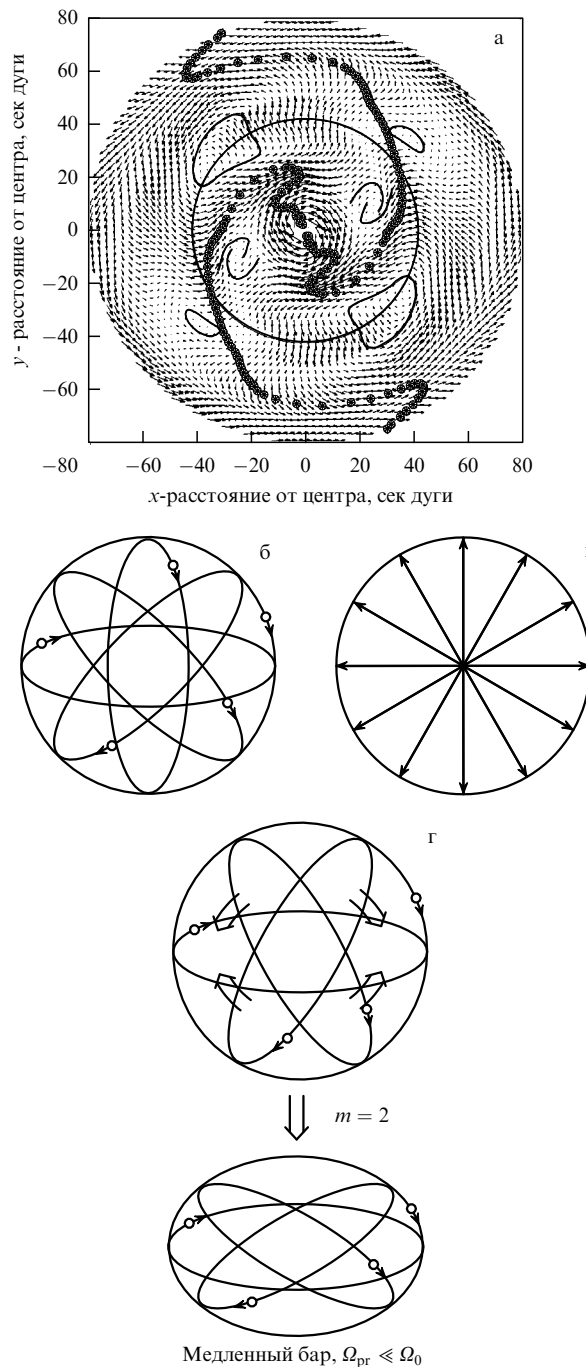 а
80
60
40
20
0
−20
−40
−60
−80
y - расстояние от центра, сек дуги
−60 −40 −20 0 20 40 60 80
x-расстояние от центра, сек дуги
б
г
m = 2
Медленный бар, Ωpr ≪ Ω0